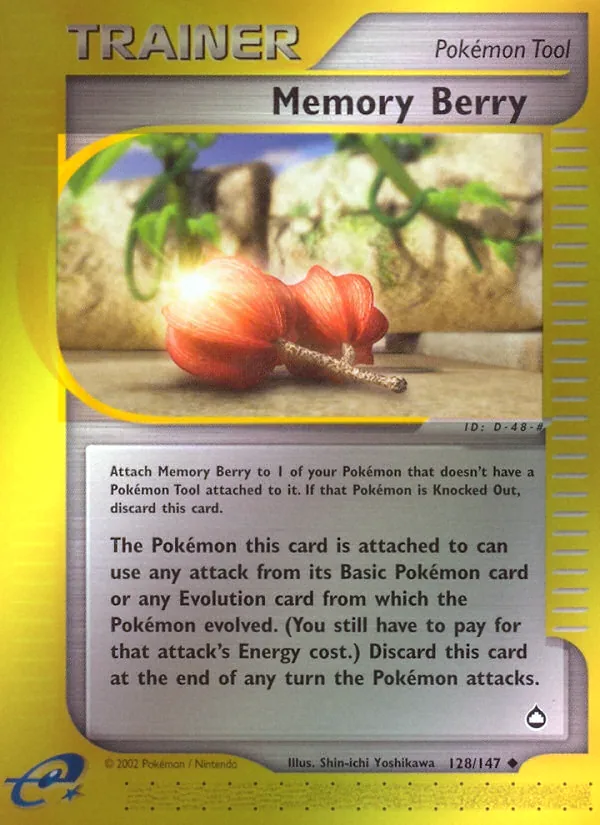 TRAINER
Pokémon Tool
Memory Berry
ID: D-48-#
Attach Memory Berry to 1 of your Pokémon that doesn't have a
Pokémon Tool attached to it. If that Pokémon is Knocked Out,
discard this card.
The Pokémon this card is attached to can
use any attack from its Basic Pokémon card
or any Evolution card from which the
Pokémon evolved. (You still have to pay for
that attack's Energy cost.) Discard this card
at the end of any turn the Pokémon attacks.
© 2002 Pokémon / Nintendo
Illus. Shin-ichi Yoshikawa 128/147 ◆
e